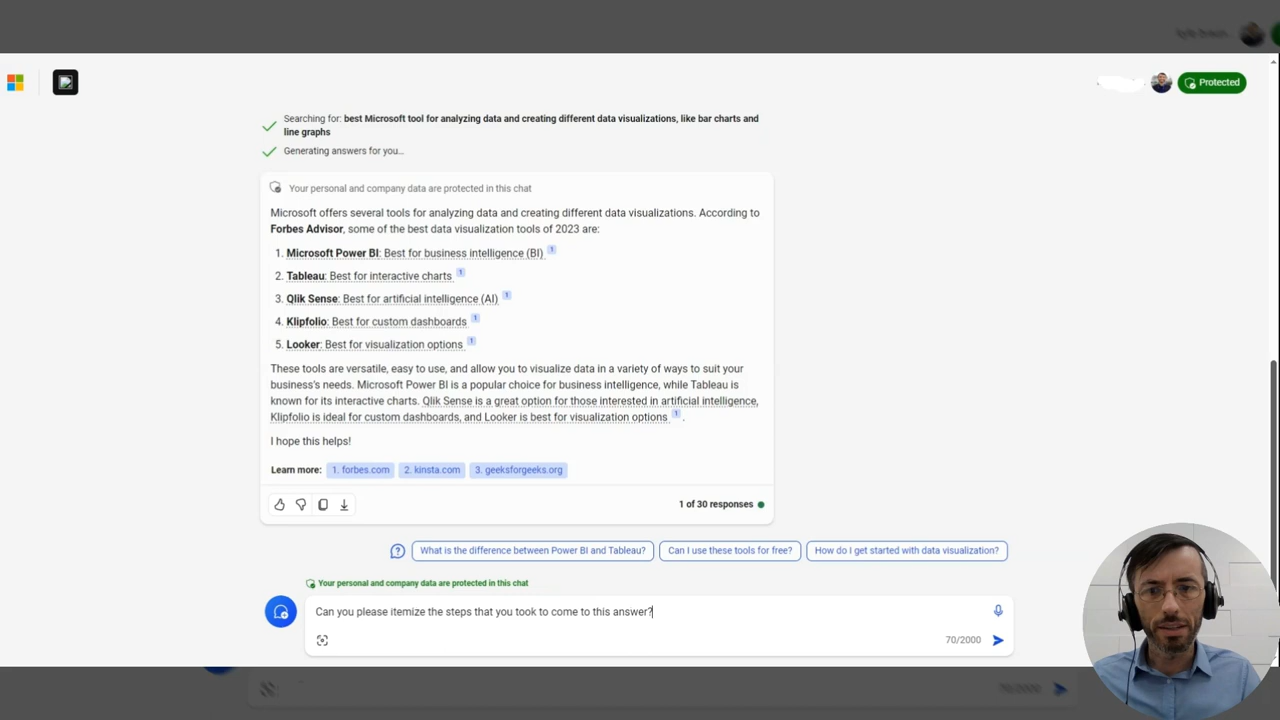 Protected
Searching for: best Microsoft tool for analyzing data and creating different data visualizations, like bar charts and
line graphs
Generating answers for you...
Your personal and company data are protected in this chat
Microsoft offers several tools for analyzing data and creating different data visualizations. According to
Forbes Advisor, some of the best data visualization tools of 2023 are:
1. Microsoft Power BI: Best for business intelligence (BI) 1
2. Tableau: Best for interactive charts 1
3. Qlik Sense: Best for artificial intelligence (AI) 1
4. Klipfolio: Best for custom dashboards 1
5. Looker: Best for visualization options 1
These tools are versatile, easy to use, and allow you to visualize data in a variety of ways to suit your
business's needs. Microsoft Power BI is a popular choice for business intelligence, while Tableau is
known for its interactive charts. Qlik Sense is a great option for those interested in artificial intelligence,
Klipfolio is ideal for custom dashboards, and Looker is best for visualization options 1.
I hope this helps!
Learn more: 1. forbes.com 2. kinsta.com 3. geeksforgeeks.org
1 of 30 responses
What is the difference between Power BI and Tableau? Can I use these tools for free? How do I get started with data visualization?
Your personal and company data are protected in this chat
Can you please itemize the steps that you took to come to this answer?
70/2000